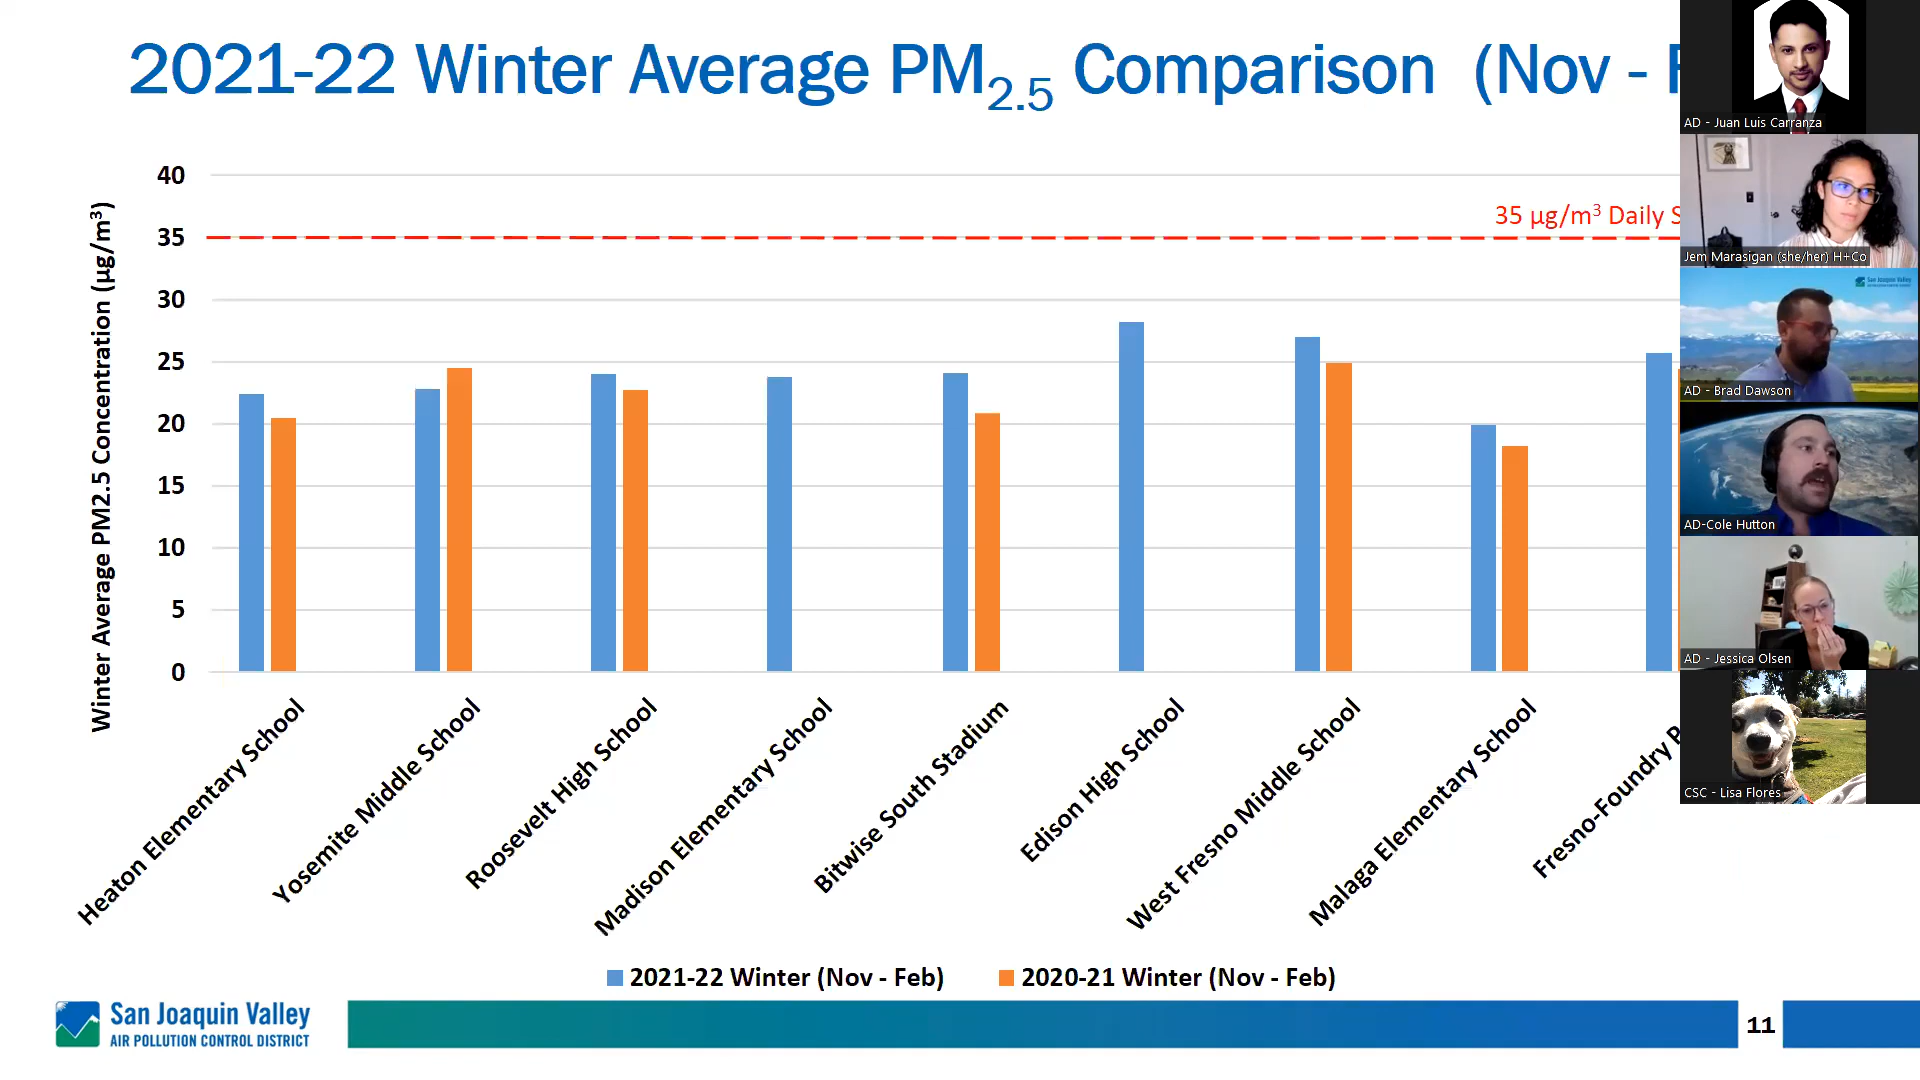 2021-22 Winter Average PM2.5 Comparison (Nov -
40
35
30
25
20
15
10
5
0
Winter Average PM2.5 Concentration (µg/m³)
35 µg/m³ Daily
Heaton Elementary School
Yosemite Middle School
Roosevelt High School
Madison Elementary School
Bitwise South Stadium
Edison High School
West Fresno Middle School
Malaga Elementary School
Fresno-Foundry
2021-22 Winter (Nov - Feb)
2020-21 Winter (Nov - Feb)
San Joaquin Valley
AIR POLLUTION CONTROL DISTRICT
11
AD - Juan Luis Carranza
Jem Marasigan (she/her) H+Co
San Joaquin Valley
AD - Brad Dawson
AD-Cole Hutton
AD - Jessica Olsen
CSC - Lisa Flores